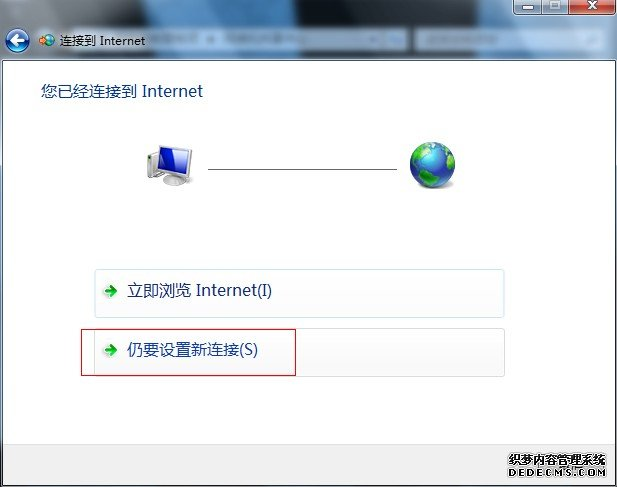 连接到 Internet
您已经连接到 Internet
立即浏览 Internet(I)
仍要设置新连接(S)
织梦内容管理系统
DEDECMS.COM